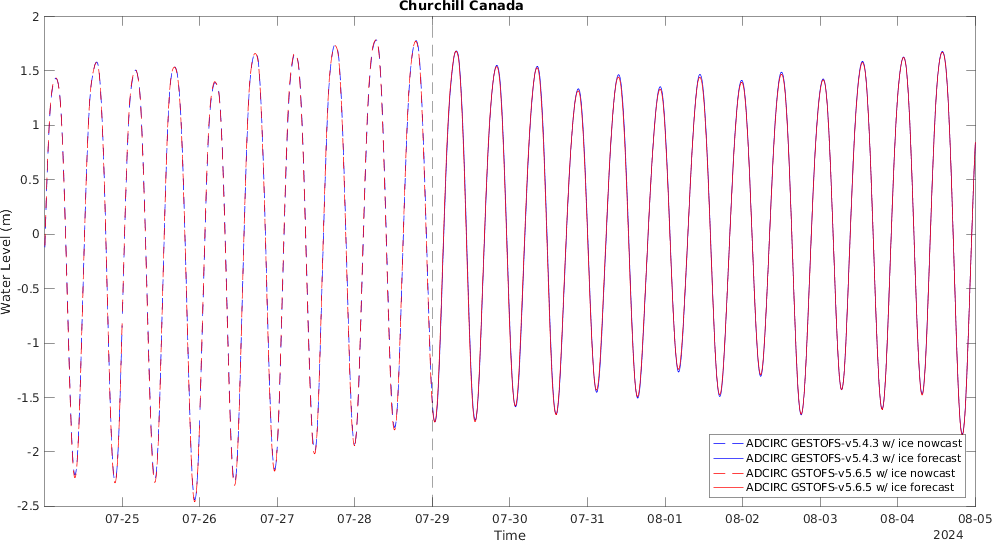 Churchill Canada
Water Level (m)
2
1.5
1
0.5
0
-0.5
-1
-1.5
-2
-2.5
ADCIRC GESTOFS-v5.4.3 w/ ice nowcast
ADCIRC GESTOFS-v5.4.3 w/ ice forecast
ADCIRC GSTOFS-v5.6.5 w/ ice nowcast
ADCIRC GSTOFS-v5.6.5 w/ ice forecast
07-25 07-26 07-27 07-28 07-29 07-30 07-31 08-01 08-02 08-03 08-04 08-05
Time
2024